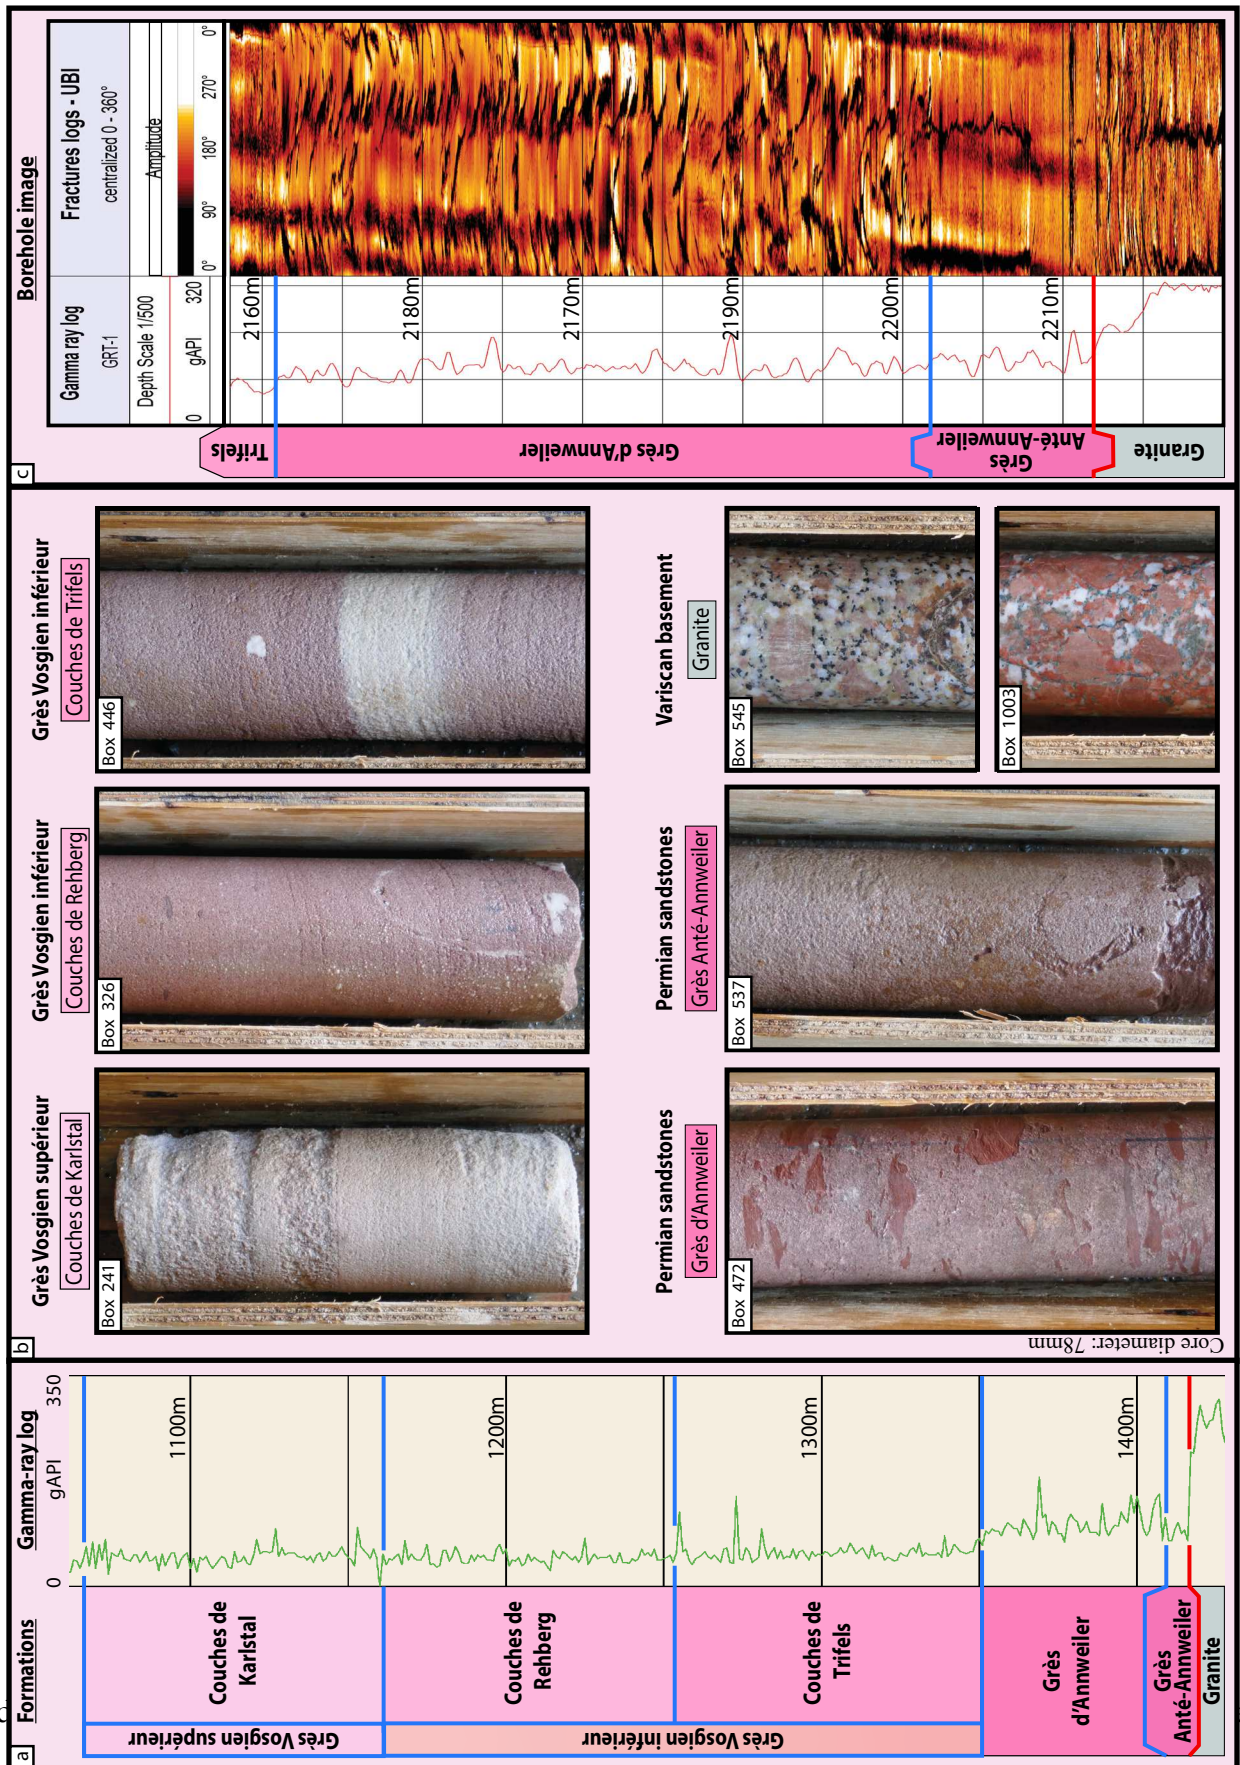 a
Formations
Gamma-ray log
0
gAPI
350
Grès Vosgien supérieur
Grès Vosgien inférieur
Couches de
Karlstal
Couches de
Rehberg
Couches de
Trifels
Grès
d'Annweiler
Grès
Anté-Annweiler
Granite
1100m
1200m
1300m
1400m
b
Grès Vosgien supérieur
Couches de Karlstal
Box 241
Grès Vosgien inférieur
Couches de Rehberg
Box 326
Grès Vosgien inférieur
Couches de Trifels
Box 446
Permian sandstones
Grès d'Annweiler
Box 472
Permian sandstones
Grès Anté-Annweiler
Box 537
Variscan basement
Granite
Box 545
Box 1003
Core diameter: 78mm
c
Borehole image
Gamma ray log
GRT-1
Depth Scale 1/500
0
gAPI
320
Fractures logs - UBI
centralized 0 - 360°
Amplitude
0°
90°
180°
270°
0°
Trifels
Grès d'Annweiler
Grès
Anté-Annweiler
Granite
2160m
2180m
2170m
2190m
2200m
2210m